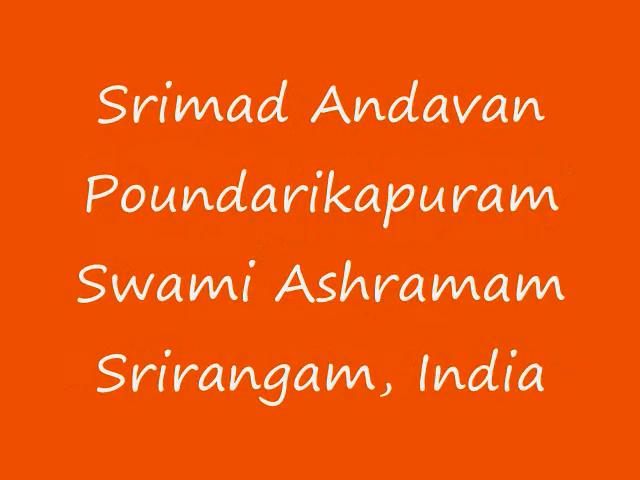 Srimad Andavan
Poundarikapuram
Swami Ashramam
Srirangam, India